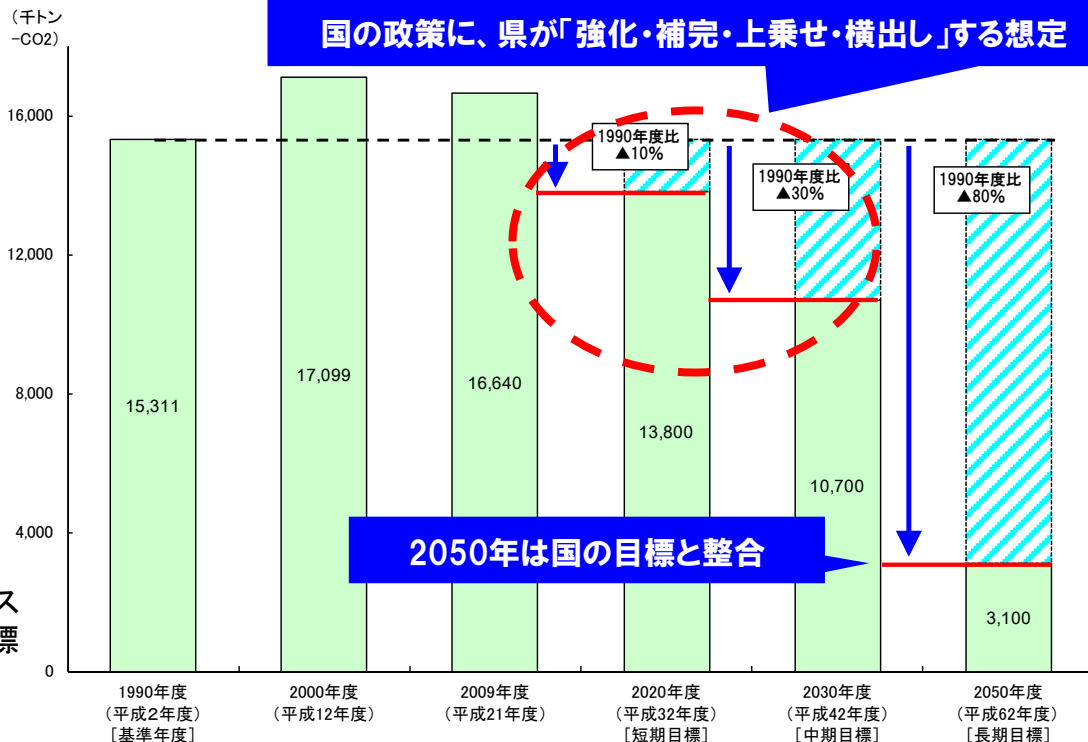 （千トン
-CO2)
国の政策に、県が「強化・補完・上乗せ・横出し」する想定
16,000
12,000
8,000
4,000
0
1990年度比
▲10%
1990年度比
▲30%
1990年度比
▲80%
15,311
17,099
16,640
13,800
10,700
3,100
2050年は国の目標と整合
ス
標
1990年度
（平成２年度）
[基準年度]
2000年度
（平成12年度）
2009年度
（平成21年度）
2020年度
（平成32年度）
[短期目標]
2030年度
（平成42年度）
[中期目標]
2050年度
（平成62年度）
[長期目標]